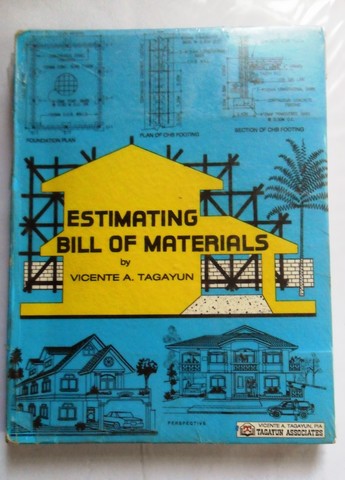 FOUNDATION PLAN
PLAN OF CHB FOOTING
SECTION OF CHB FOOTING
ESTIMATING
BILL OF MATERIALS
by
VICENTE A. TAGAYUN
PERSPECTIVE
VICENTE A. TAGAYUN, PIA
TAGAYUN ASSOCIATES